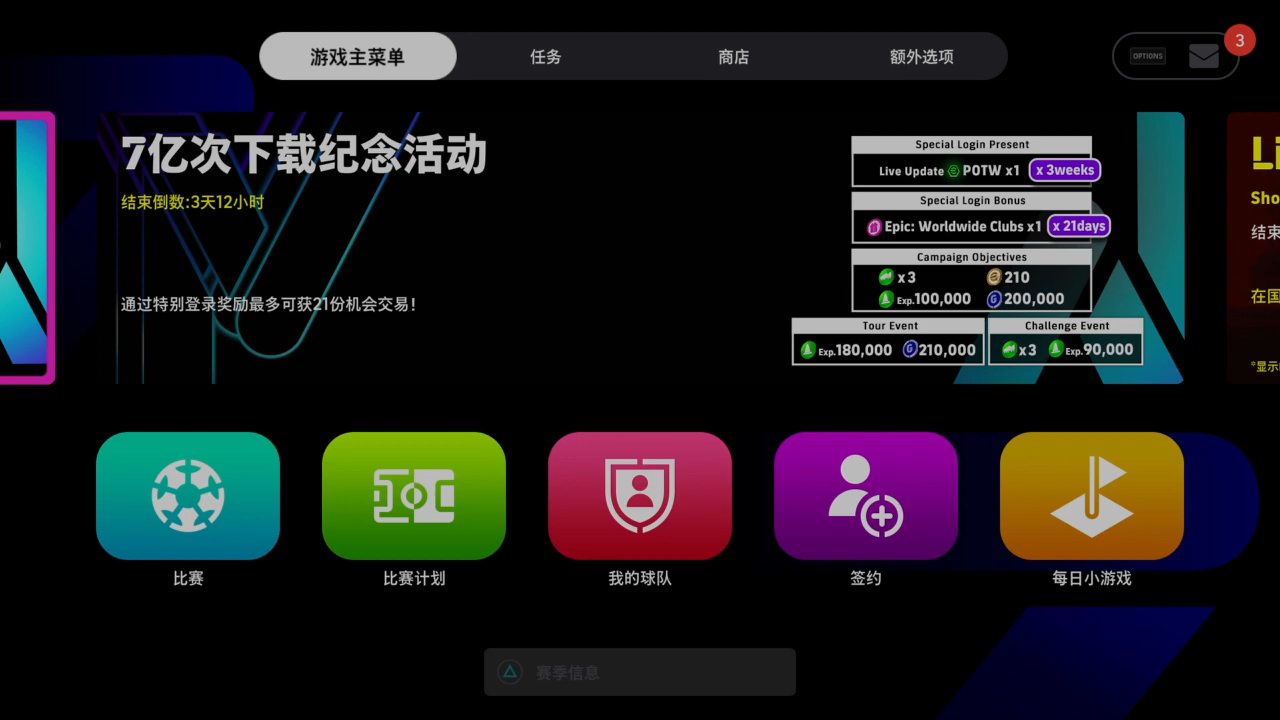 游戏主菜单
任务
商店
额外选项
OPTIONS
3
7亿次下载纪念活动
结束倒数:3天12小时
通过特别登录奖励最多可获21份机会交易!
Special Login Present
Live Update POTW x1 x 3weeks
Special Login Bonus
Epic: Worldwide Clubs x1 x 21days
Campaign Objectives
x3 210
Exp.100,000 200,000
Tour Event
Exp.180,000 210,000
Challenge Event
x3 Exp.90,000
Li
Sho
结束
在国
*显示
比赛
比赛计划
我的球队
签约
每日小游戏
赛季信息